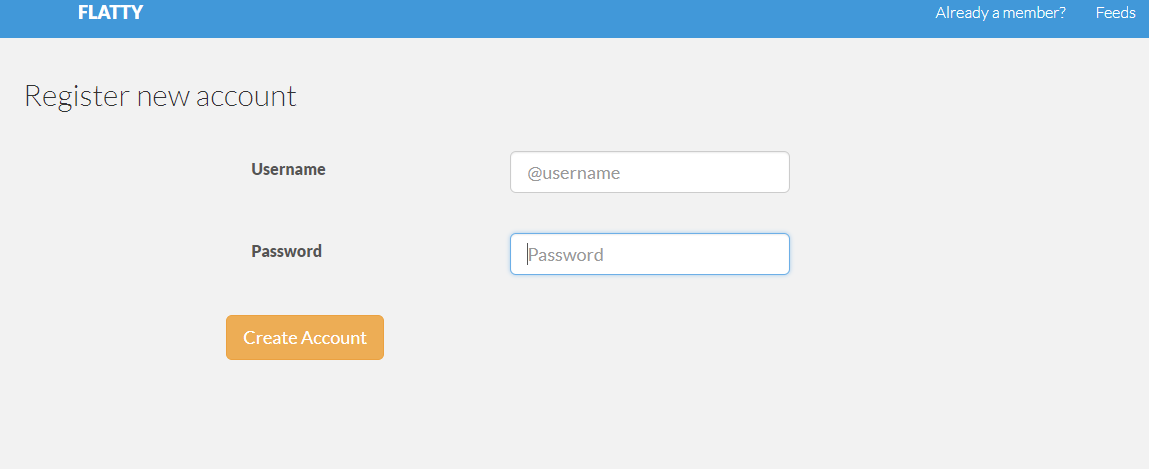 FLATTY Already a member? Feeds
Register new account
Username @username
Password Password
Create Account